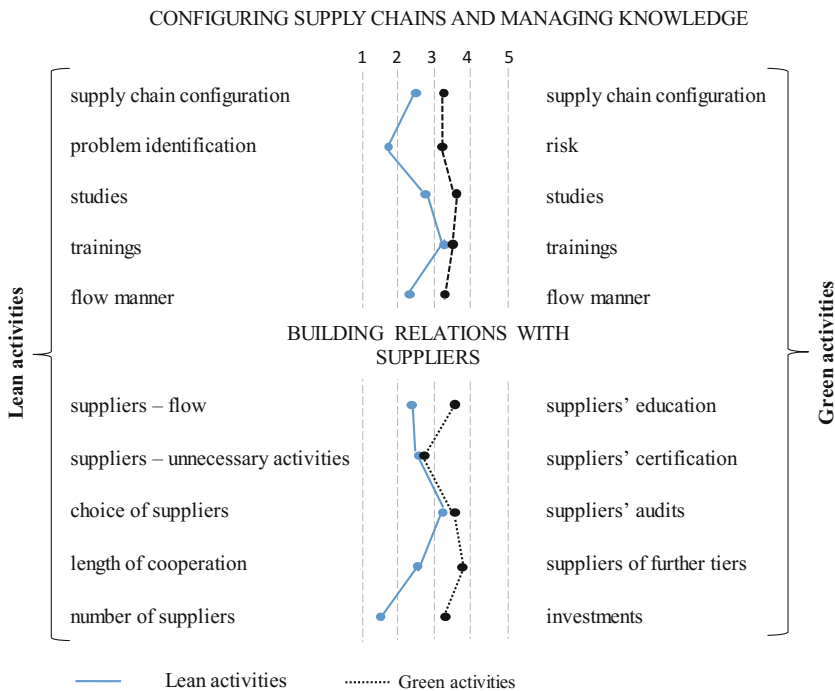 CONFIGURING SUPPLY CHAINS AND MANAGING KNOWLEDGE
1 2 3 4 5
supply chain configuration supply chain configuration
problem identification risk
studies studies
trainings trainings
flow manner flow manner
Lean activities
Green activities
BUILDING RELATIONS WITH
SUPPLIERS
suppliers – flow suppliers’ education
suppliers – unnecessary activities suppliers’ certification
choice of suppliers suppliers’ audits
length of cooperation suppliers of further tiers
number of suppliers investments
Lean activities Green activities